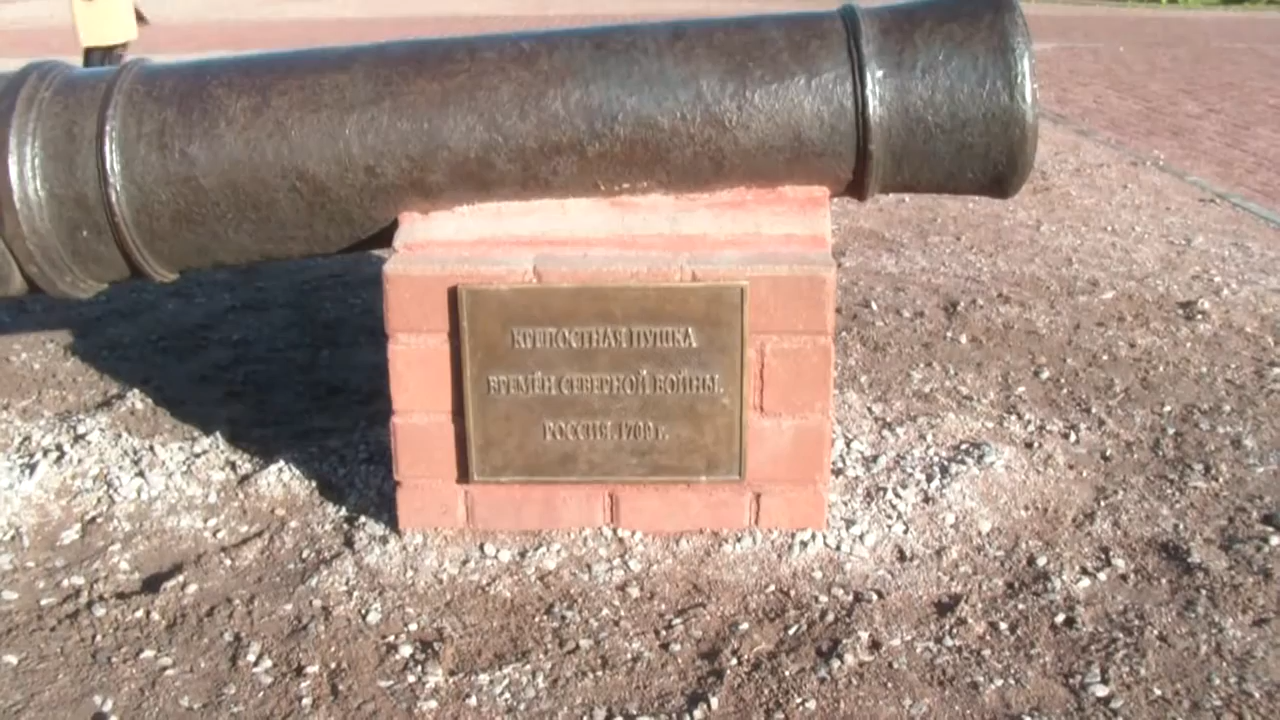 КРЕПОСТНАЯ ПУШКА
ВРЕМЁН СЕВЕРНОЙ ВОЙНЫ.
РОССИЯ. 1709 г.